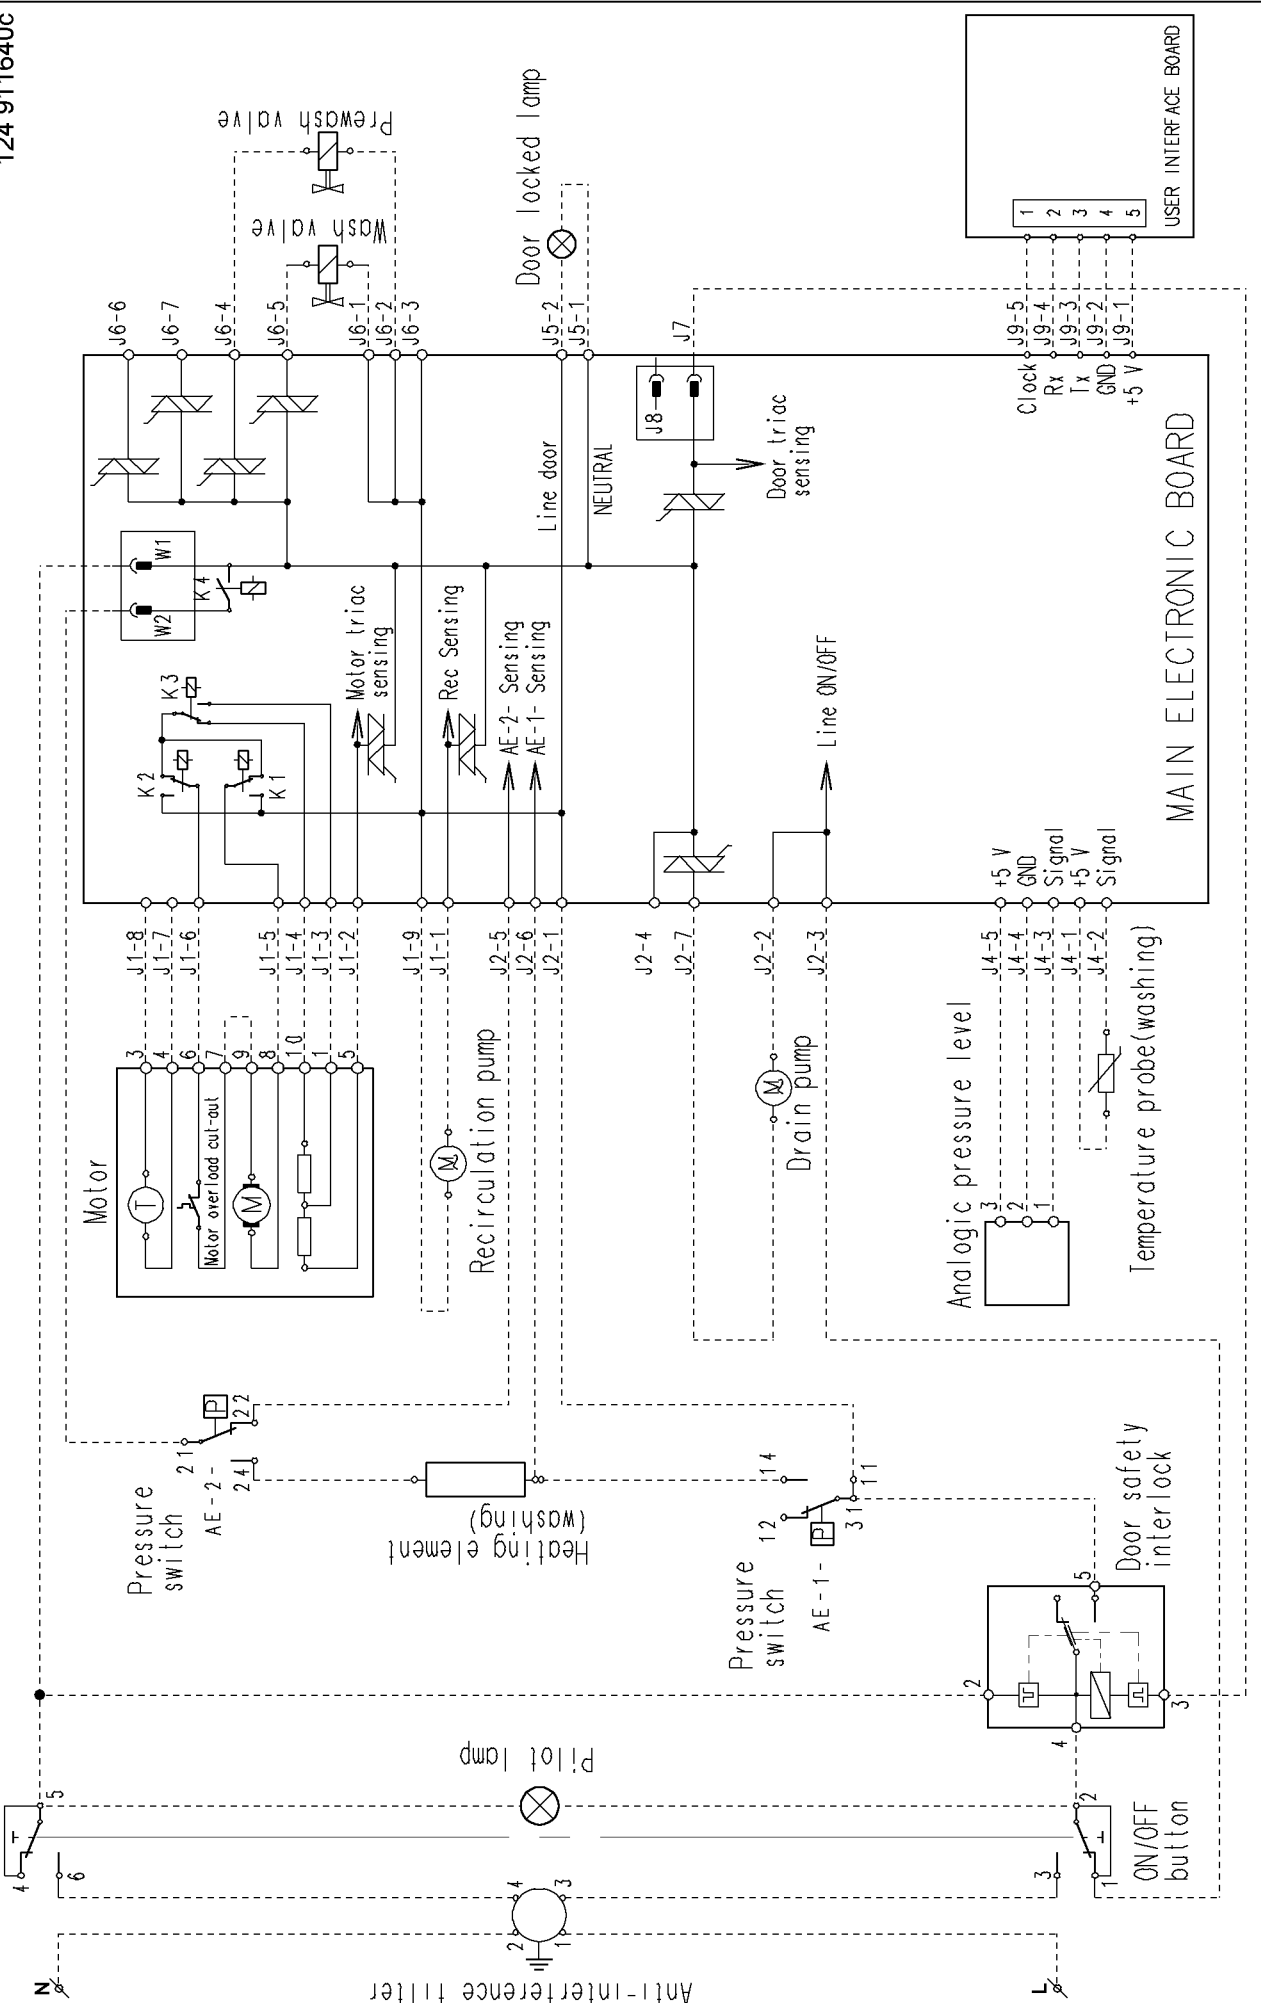 124 911640c
Prewash valve
Wash valve
Door locked lamp
USER INTERFACE BOARD
1
2
3
4
5
J6-6
J6-7
J6-4
J6-5
J6-1
J6-2
J6-3
J5-2
J5-1
J7
J9-5
J9-4
J9-3
J9-2
J9-1
Clock
Rx
Tx
GND
+5 V
J8
Door triac
sensing
Line door
NEUTRAL
W1
W2
K4
K3
K2
K1
Motor triac
sensing
Rec Sensing
AE-2- Sensing
AE-1- Sensing
Line ON/OFF
MAIN ELECTRONIC BOARD
+5 V
GND
Signal
+5 V
Signal
J1-8
J1-7
J1-6
J1-5
J1-4
J1-3
J1-2
J1-9
J1-1
J2-5
J2-6
J2-1
J2-4
J2-7
J2-2
J2-3
J4-5
J4-4
J4-3
J4-1
J4-2
3
4
6
7
9
8
10
1
5
Motor
T
Motor overload cut-out
M
M
Recirculation pump
M
Drain pump
Analogic pressure level
3
2
1
Temperature probe(washing)
Pressure
switch
AE-2-
P
21
22
24
Heating element
(washing)
Pressure
switch
AE-1-
P
14
12
11
31
Door safety
interlock
5
2
3
4
Pilot lamp
5
4
6
2
3
1
ON/OFF
button
4
3
2
1
Anti-interference filter
N
L